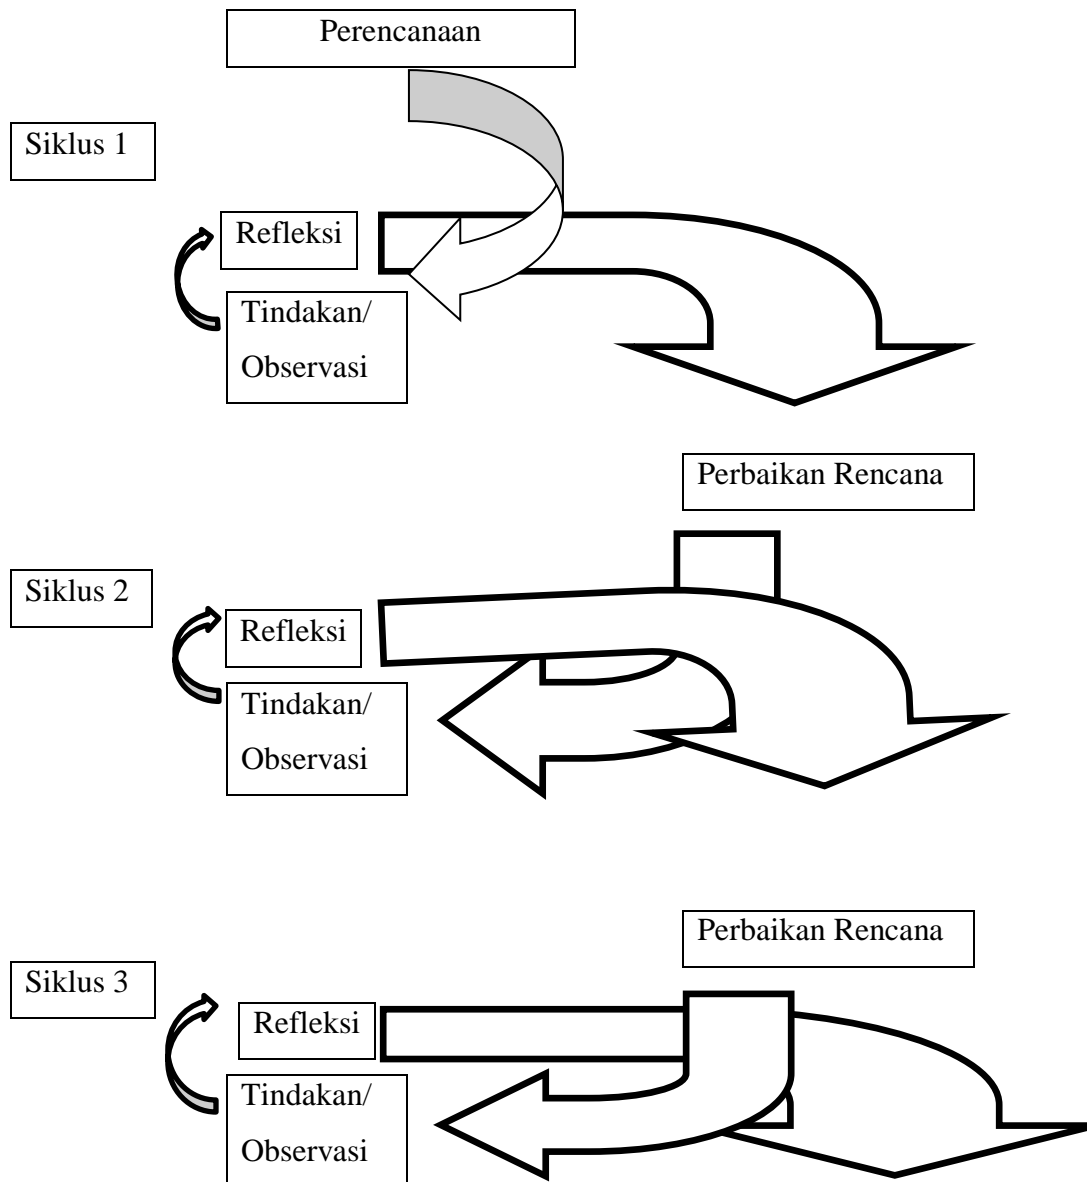 Perencanaan
Siklus 1
Refleksi
Tindakan/
Observasi
Perbaikan Rencana
Siklus 2
Refleksi
Tindakan/
Observasi
Perbaikan Rencana
Siklus 3
Refleksi
Tindakan/
Observasi